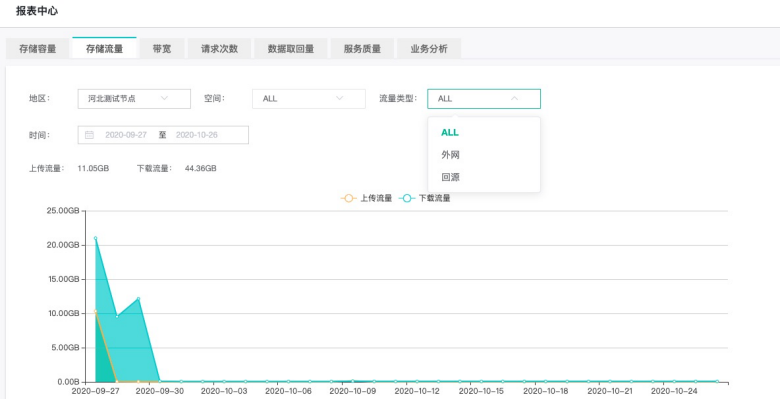 报表中心
存储容量 存储流量 带宽 请求次数 数据取回量 服务质量 业务分析
地区: 河北测试节点 空间: ALL 流量类型: ALL
时间: 2020-09-27 至 2020-10-26
ALL
外网
回源
上传流量: 11.05GB 下载流量: 44.36GB
上传流量 下载流量
25.00GB
20.00GB
15.00GB
10.00GB
5.00GB
0.00B
2020-09-27 2020-09-30 2020-10-03 2020-10-06 2020-10-09 2020-10-12 2020-10-15 2020-10-18 2020-10-21 2020-10-24